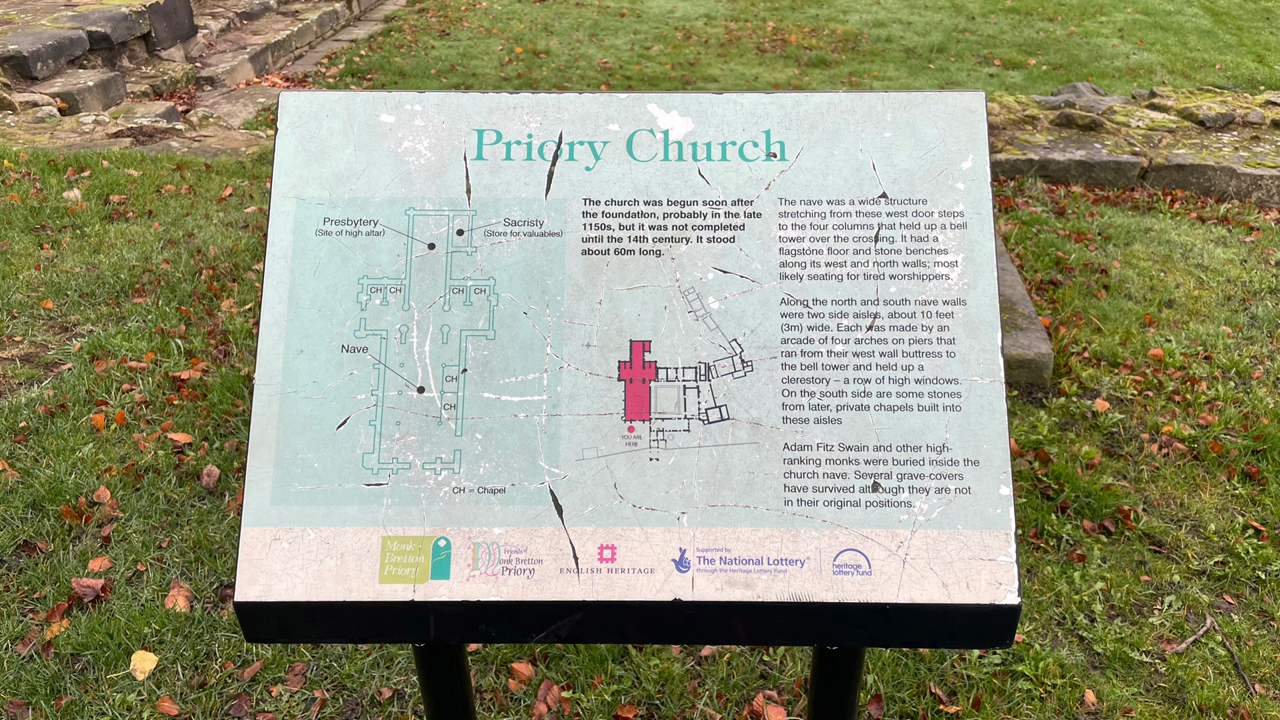 Priory Church
Presbytery
(Site of high altar)
Sacristy
(Store for valuables)
CH
CH
CH
CH
Nave
CH
CH
CH = Chapel
The church was begun soon after
the foundation, probably in the late
1150s, but it was not completed
until the 14th century. It stood
about 60m long.
YOU ARE
HERE
The nave was a wide structure
stretching from these west door steps
to the four columns that held up a bell
tower over the crossing. It had a
flagstone floor and stone benches
along its west and north walls; most
likely seating for tired worshippers.
Along the north and south nave walls
were two side aisles, about 10 feet
(3m) wide. Each was made by an
arcade of four arches on piers that
ran from their west wall buttress to
the bell tower and held up a
clerestory – a row of high windows.
On the south side are some stones
from later, private chapels built into
these aisles
Adam Fitz Swain and other high-
ranking monks were buried inside the
church nave. Several grave-covers
have survived although they are not
in their original positions.
Monk
Bretton
Priory
Friends of
Monk Bretton
Priory
ENGLISH HERITAGE
Supported by
The National Lottery®
through the Heritage Lottery Fund
heritage
lottery fund